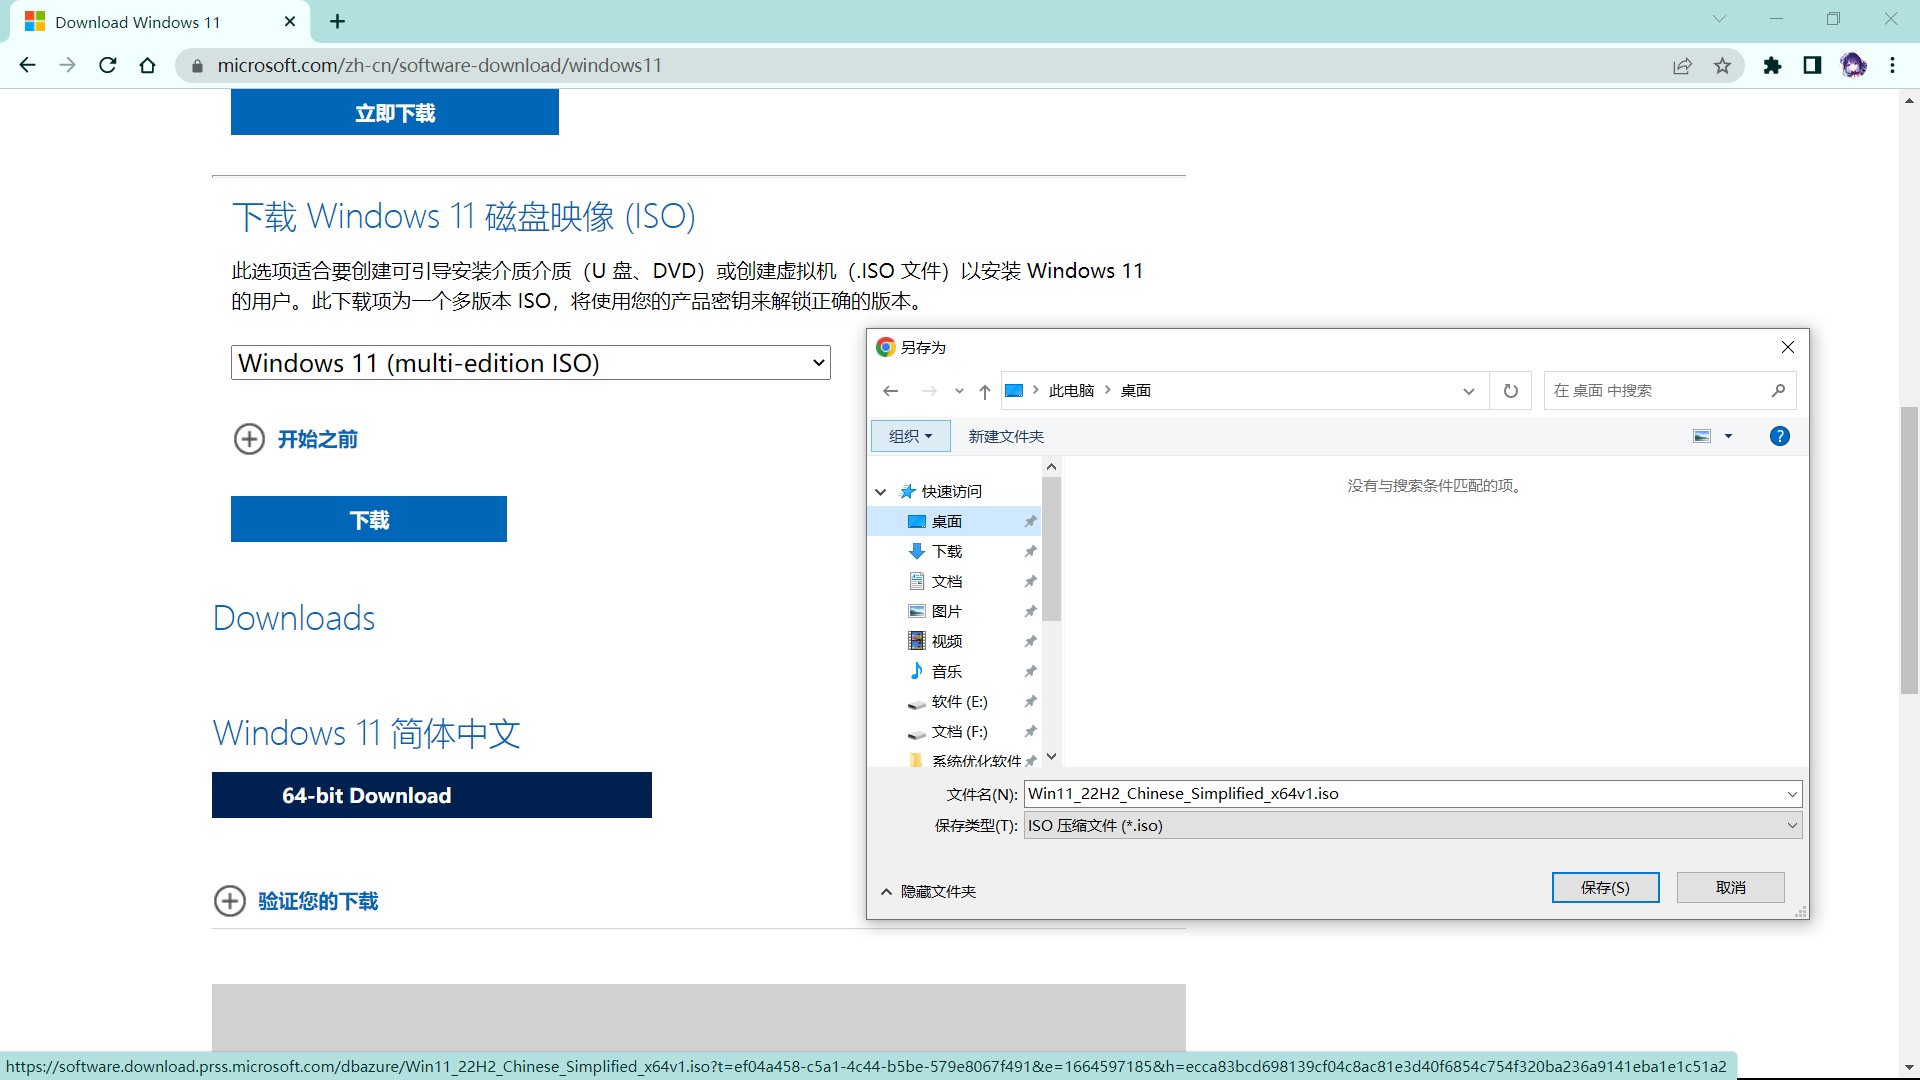 Download Windows 11
microsoft.com/zh-cn/software-download/windows11
立即下载
下载 Windows 11 磁盘映像 (ISO)
此选项适合要创建可引导安装介质介质（U 盘、DVD）或创建虚拟机（.ISO 文件）以安装 Windows 11
的用户。此下载项为一个多版本 ISO，将使用您的产品密钥来解锁正确的版本。
Windows 11 (multi-edition ISO)
开始之前
下载
Downloads
Windows 11 简体中文
64-bit Download
验证您的下载
另存为
此电脑 桌面
在 桌面 中搜索
组织 新建文件夹
快速访问
桌面
下载
文档
图片
视频
音乐
软件 (E:)
文档 (F:)
系统优化软件
没有与搜索条件匹配的项。
文件名(N): Win11_22H2_Chinese_Simplified_x64v1.iso
保存类型(T): ISO 压缩文件 (*.iso)
隐藏文件夹
保存(S) 取消
https://software.download.prss.microsoft.com/dbazure/Win11_22H2_Chinese_Simplified_x64v1.iso?t=ef04a458-c5a1-4c44-b5be-579e8067f491&e=1664597185&h=ecca83bcd698139cf04c8ac81e3d40f6854c754f320ba236a9141eba1e1c51a2